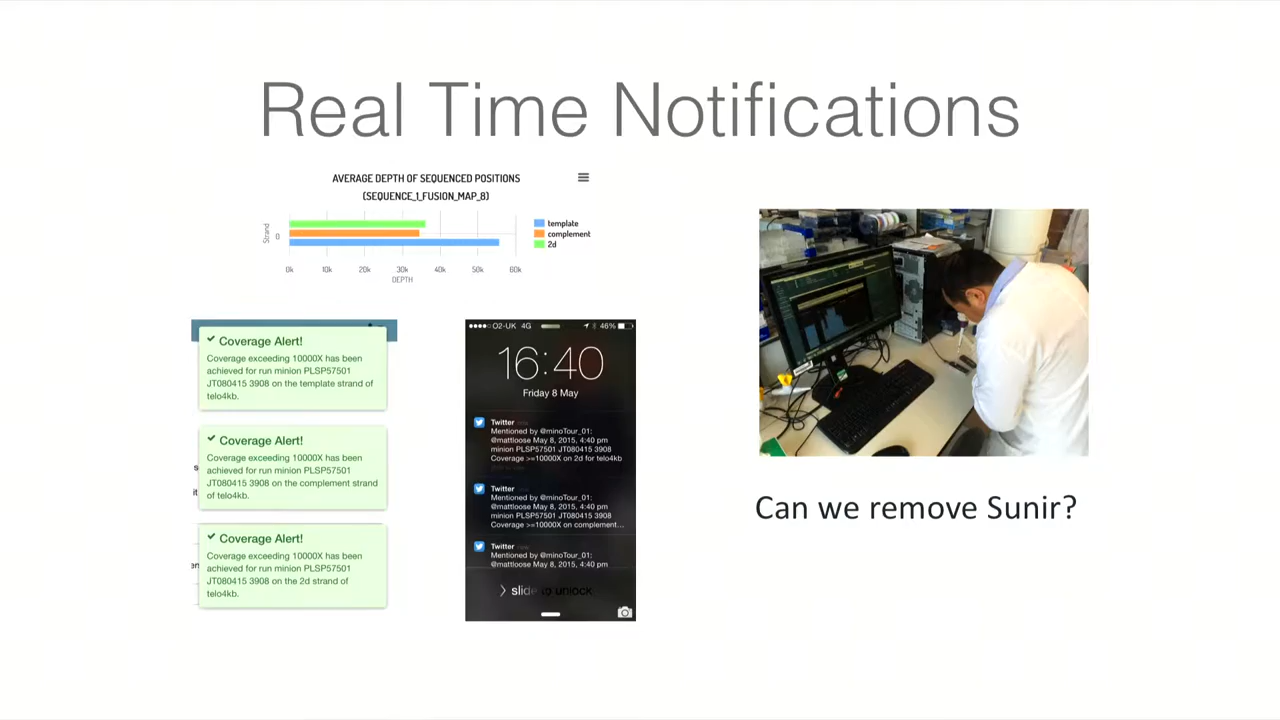 Real Time Notifications
AVERAGE DEPTH OF SEQUENCED POSITIONS
(SEQUENCE_1_FUSION_MAP_8)
Strand
0
template
complement
2d
0k 10k 20k 30k 40k 50k 60k
DEPTH
Coverage Alert!
Coverage exceeding 10000X has been
achieved for run minion PLSP57501
JT080415 3908 on the template strand of
telo4kb.
Coverage Alert!
Coverage exceeding 10000X has been
achieved for run minion PLSP57501
JT080415 3908 on the complement strand
of telo4kb.
Coverage Alert!
Coverage exceeding 10000X has been
achieved for run minion PLSP57501
JT080415 3908 on the 2d strand of
telo4kb.
O2-UK 4G 46%
16:40
Friday 8 May
Twitter
Mentioned by @minoTour_01:
@mattloose May 8, 2015, 4:40 pm
minion PLSP57501 JT080415 3908
Coverage >=10000X on 2d for telo4kb
Twitter
Mentioned by @minoTour_01:
@mattloose May 8, 2015, 4:40 pm
minion PLSP57501 JT080415 3908
Coverage >=10000X on complement...
Twitter
Mentioned by @minoTour_01:
@mattloose May 8, 2015, 4:40 pm
slide to unlock
Can we remove Sunir?